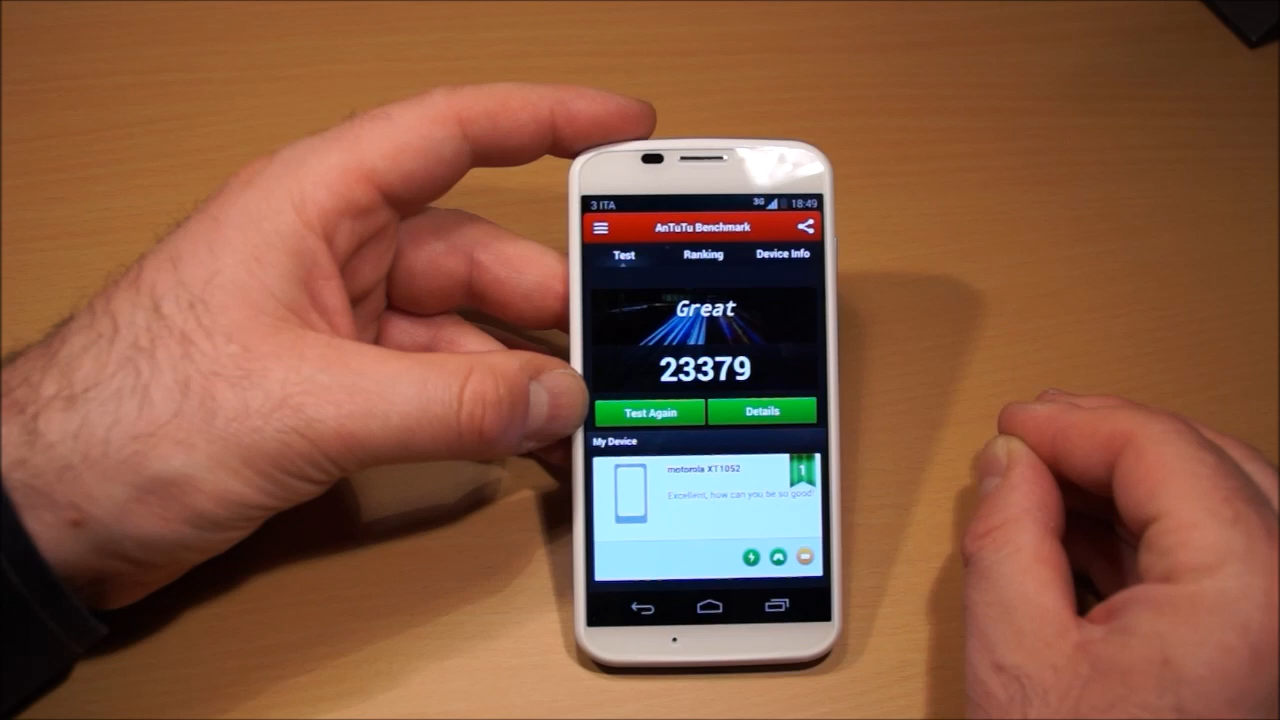 3 ITA 3G 18:49
AnTuTu Benchmark
Test Ranking Device Info
Great
23379
Test Again Details
My Device
motorola XT1052 1
Excellent, how can you be so good!